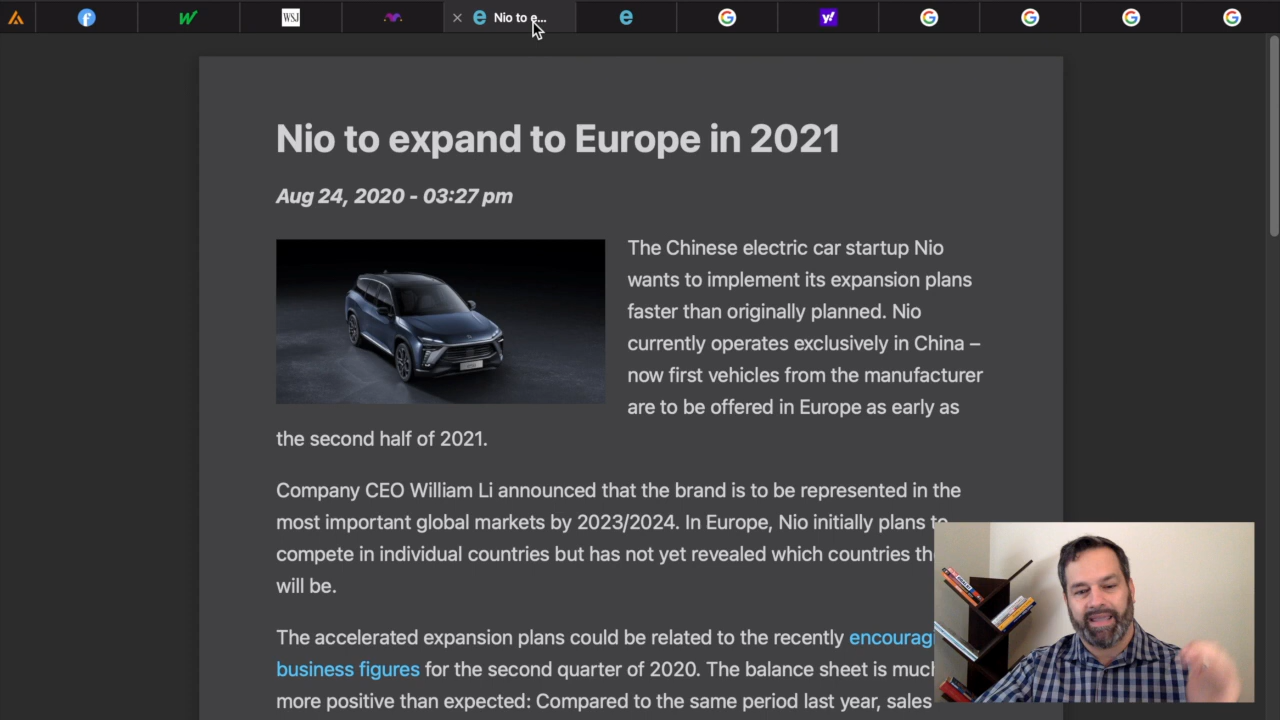 WSJ
Nio to e...
y!
Nio to expand to Europe in 2021
Aug 24, 2020 - 03:27 pm
The Chinese electric car startup Nio
wants to implement its expansion plans
faster than originally planned. Nio
currently operates exclusively in China –
now first vehicles from the manufacturer
are to be offered in Europe as early as
the second half of 2021.
Company CEO William Li announced that the brand is to be represented in the
most important global markets by 2023/2024. In Europe, Nio initially plans to
compete in individual countries but has not yet revealed which countries
will be.
The accelerated expansion plans could be related to the recently
business figures for the second quarter of 2020. The balance sheet is
more positive than expected: Compared to the same period last year, sales